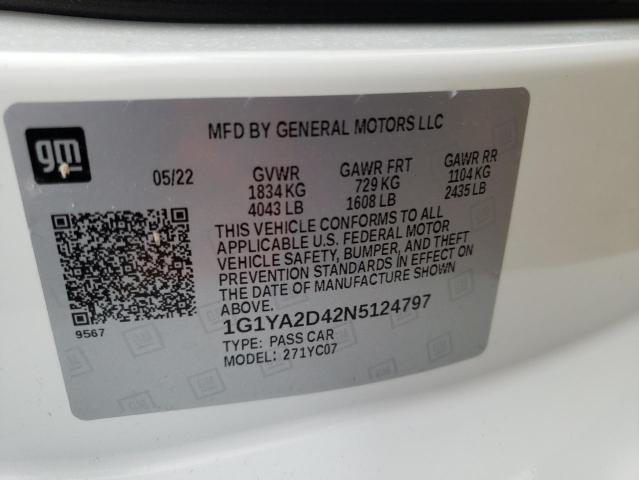 gm
MFD BY GENERAL MOTORS LLC
05/22
GVWR
1834 KG
4043 LB
GAWR FRT
729 KG
1608 LB
GAWR RR
1104 KG
2435 LB
THIS VEHICLE CONFORMS TO ALL
APPLICABLE U.S. FEDERAL MOTOR
VEHICLE SAFETY, BUMPER, AND THEFT
PREVENTION STANDARDS IN EFFECT ON
THE DATE OF MANUFACTURE SHOWN
ABOVE.
9567
1G1YA2D42N5124797
TYPE: PASS CAR
MODEL: 271YC07